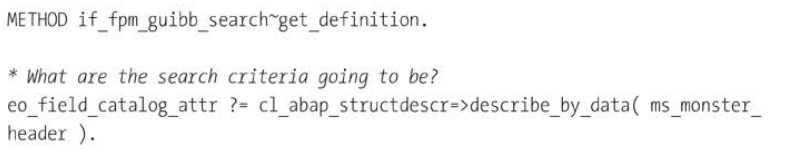 METHOD if_fpm_guibb_search~get_definition.
* What are the search criteria going to be?
eo_field_catalog_attr ?= cl_abap_structdescr=>describe_by_data( ms_monster_
header ).